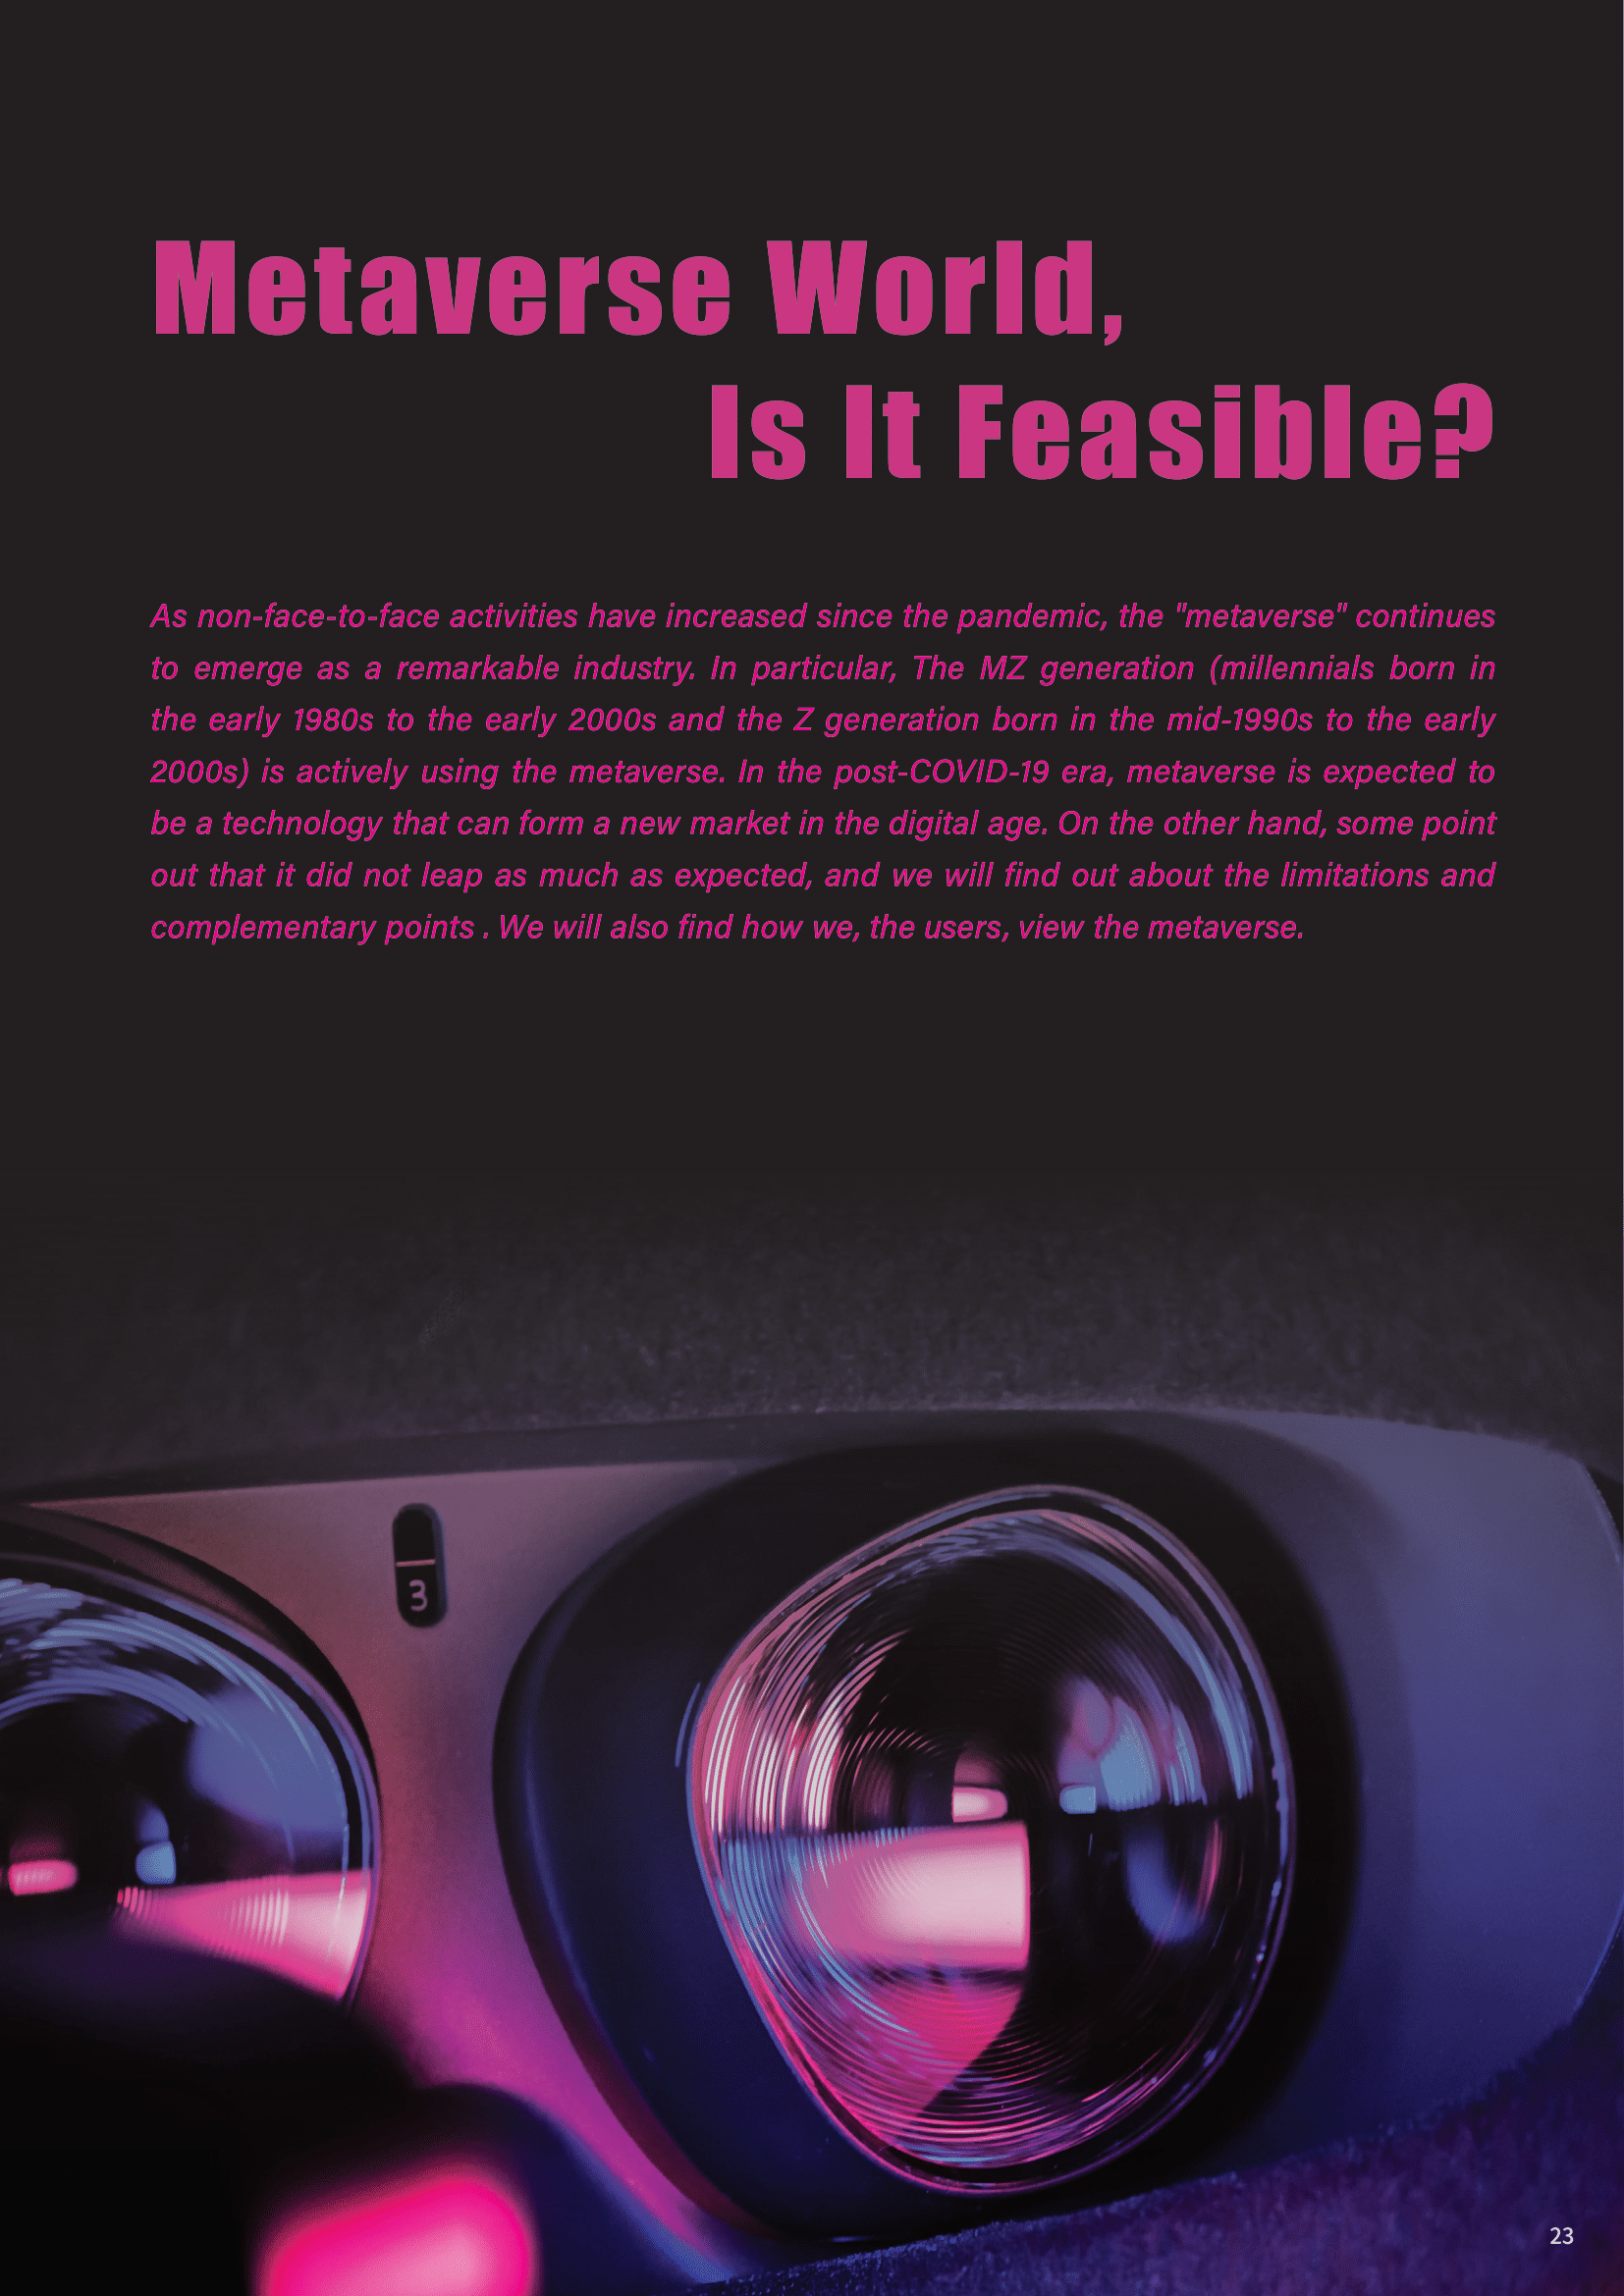 Metaverse World,
Is It Feasible?
As non-face-to-face activities have increased since the pandemic, the "metaverse" continues
to emerge as a remarkable industry. In particular, The MZ generation (millennials born in
the early 1980s to the early 2000s and the Z generation born in the mid-1990s to the early
2000s) is actively using the metaverse. In the post-COVID-19 era, metaverse is expected to
be a technology that can form a new market in the digital age. On the other hand, some point
out that it did not leap as much as expected, and we will find out about the limitations and
complementary points . We will also find how we, the users, view the metaverse.
3
23